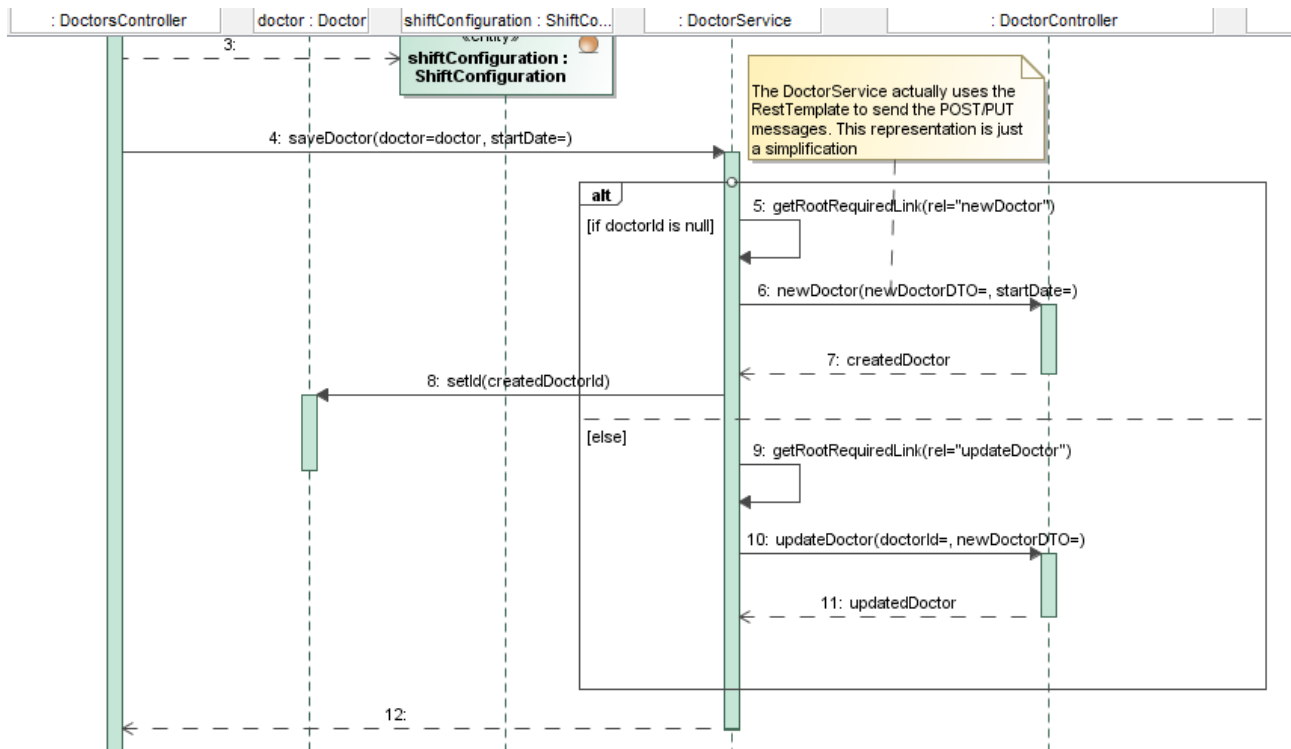 : DoctorsController
doctor : Doctor
shiftConfiguration : ShiftCo...
: DoctorService
: DoctorController
3:
«entity»
shiftConfiguration :
ShiftConfiguration
The DoctorService actually uses the
RestTemplate to send the POST/PUT
messages. This representation is just
a simplification
4: saveDoctor(doctor=doctor, startDate=)
alt
5: getRootRequiredLink(rel="newDoctor")
[if doctorId is null]
6: newDoctor(newDoctorDTO=, startDate=)
7: createdDoctor
8: setId(createdDoctorId)
[else]
9: getRootRequiredLink(rel="updateDoctor")
10: updateDoctor(doctorId=, newDoctorDTO=)
11: updatedDoctor
12: